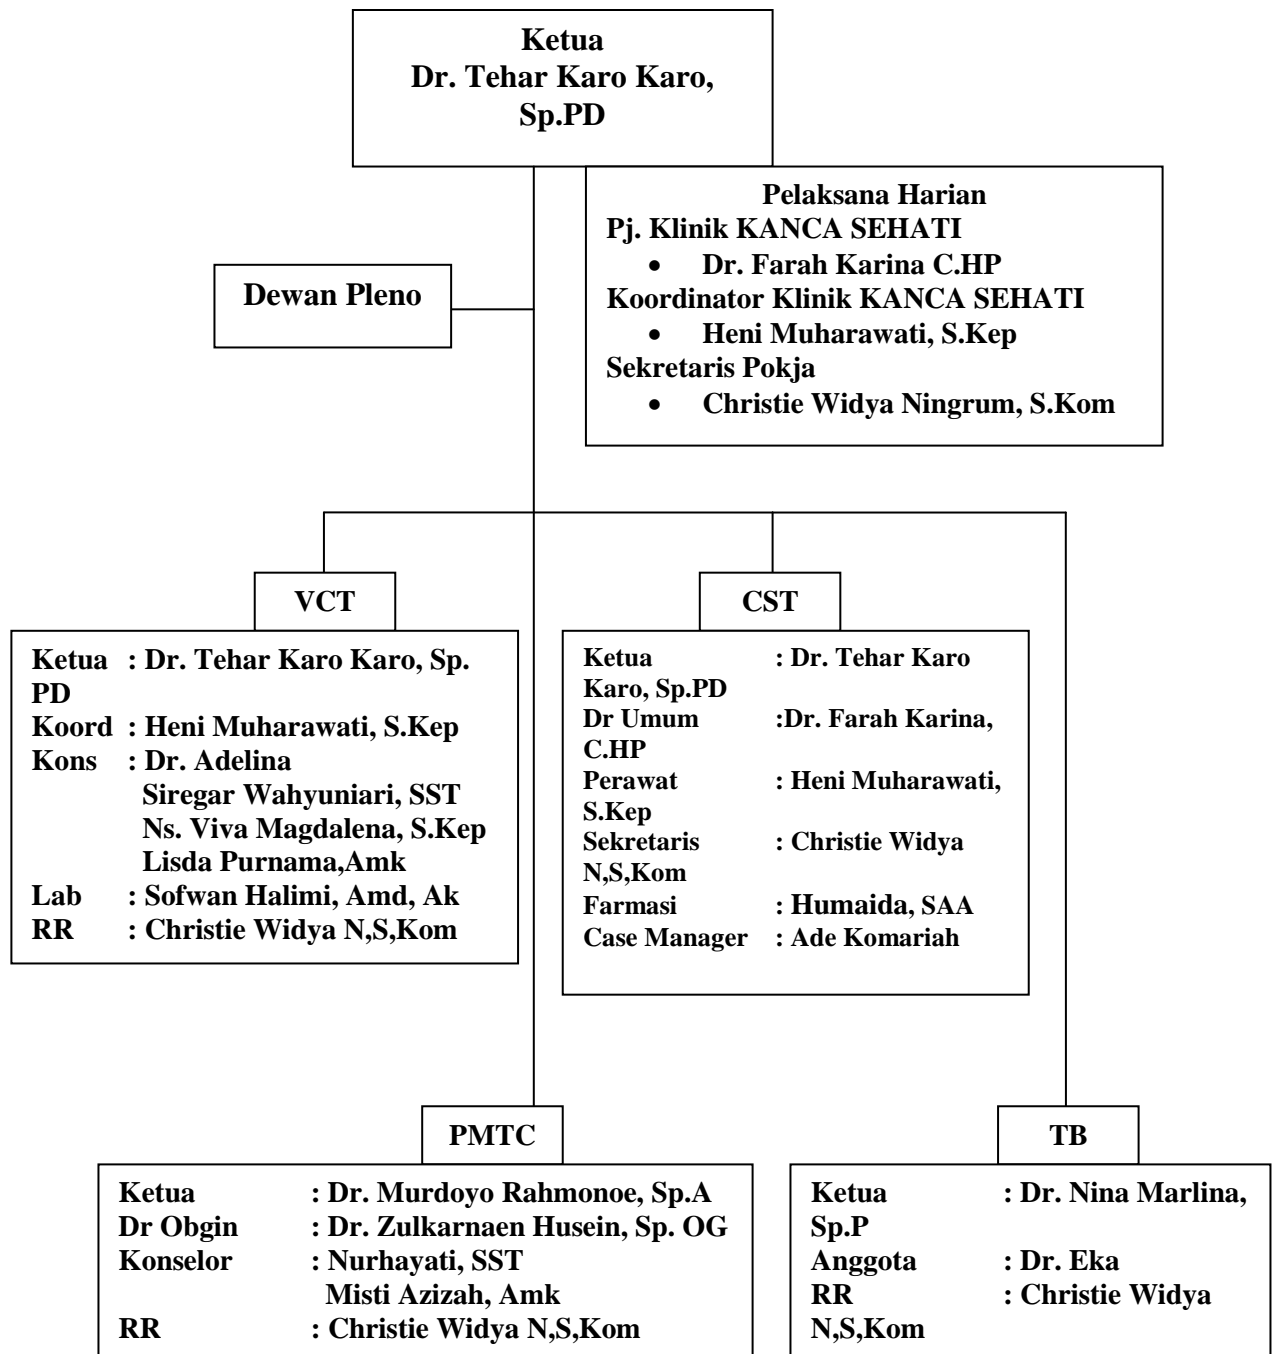 Ketua
Dr. Tehar Karo Karo,
Sp.PD
Pelaksana Harian
Pj. Klinik KANCA SEHATI
• Dr. Farah Karina C.HP
Koordinator Klinik KANCA SEHATI
• Heni Muharawati, S.Kep
Sekretaris Pokja
• Christie Widya Ningrum, S.Kom
Dewan Pleno
VCT
Ketua : Dr. Tehar Karo Karo, Sp.
PD
Koord : Heni Muharawati, S.Kep
Kons : Dr. Adelina
Siregar Wahyuniari, SST
Ns. Viva Magdalena, S.Kep
Lisda Purnama,Amk
Lab : Sofwan Halimi, Amd, Ak
RR : Christie Widya N,S,Kom
CST
Ketua : Dr. Tehar Karo
Karo, Sp.PD
Dr Umum :Dr. Farah Karina,
C.HP
Perawat : Heni Muharawati,
S.Kep
Sekretaris : Christie Widya
N,S,Kom
Farmasi : Humaida, SAA
Case Manager : Ade Komariah
PMTC
Ketua : Dr. Murdoyo Rahmonoe, Sp.A
Dr Obgin : Dr. Zulkarnaen Husein, Sp. OG
Konselor : Nurhayati, SST
Misti Azizah, Amk
RR : Christie Widya N,S,Kom
TB
Ketua : Dr. Nina Marlina,
Sp.P
Anggota : Dr. Eka
RR : Christie Widya
N,S,Kom